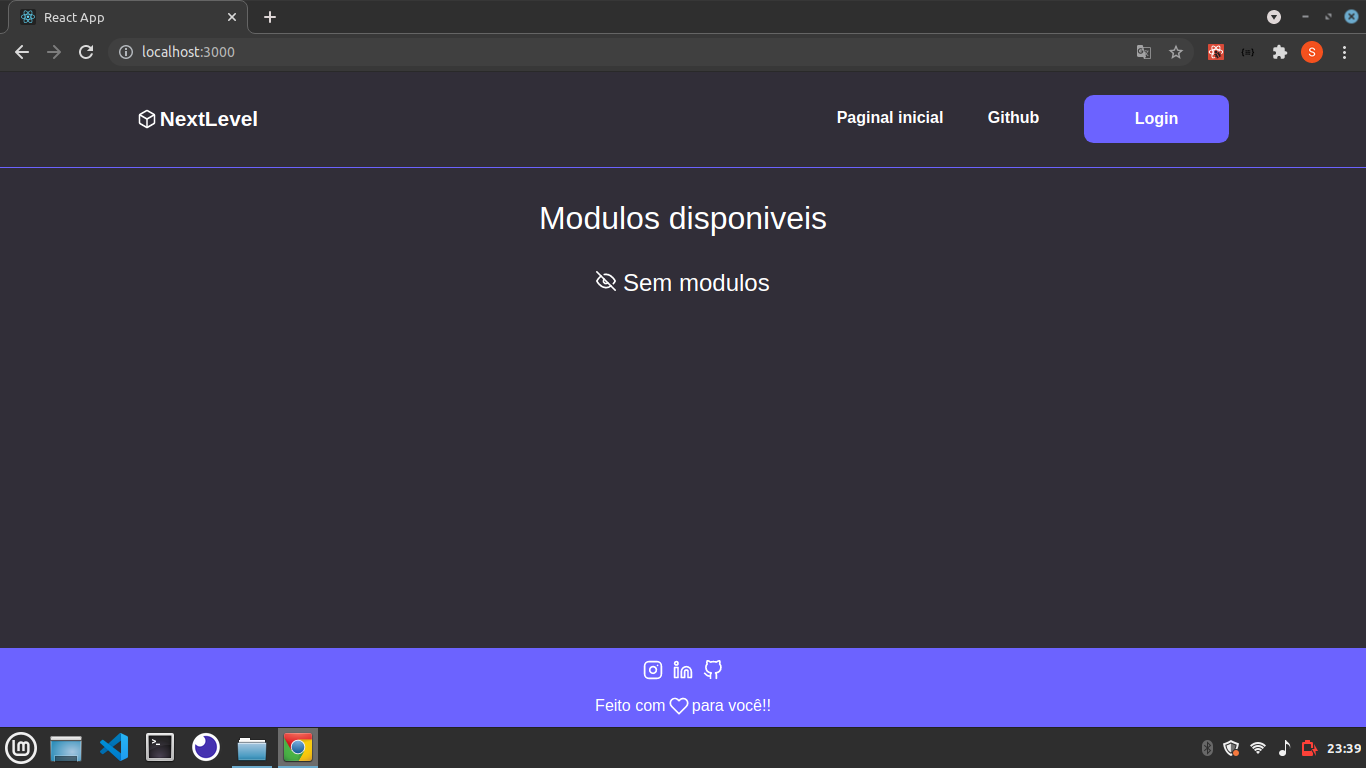 React App
localhost:3000
S
NextLevel
Paginal inicial
Github
Login
Modulos disponiveis
Sem modulos
Feito com para você!!
23:39